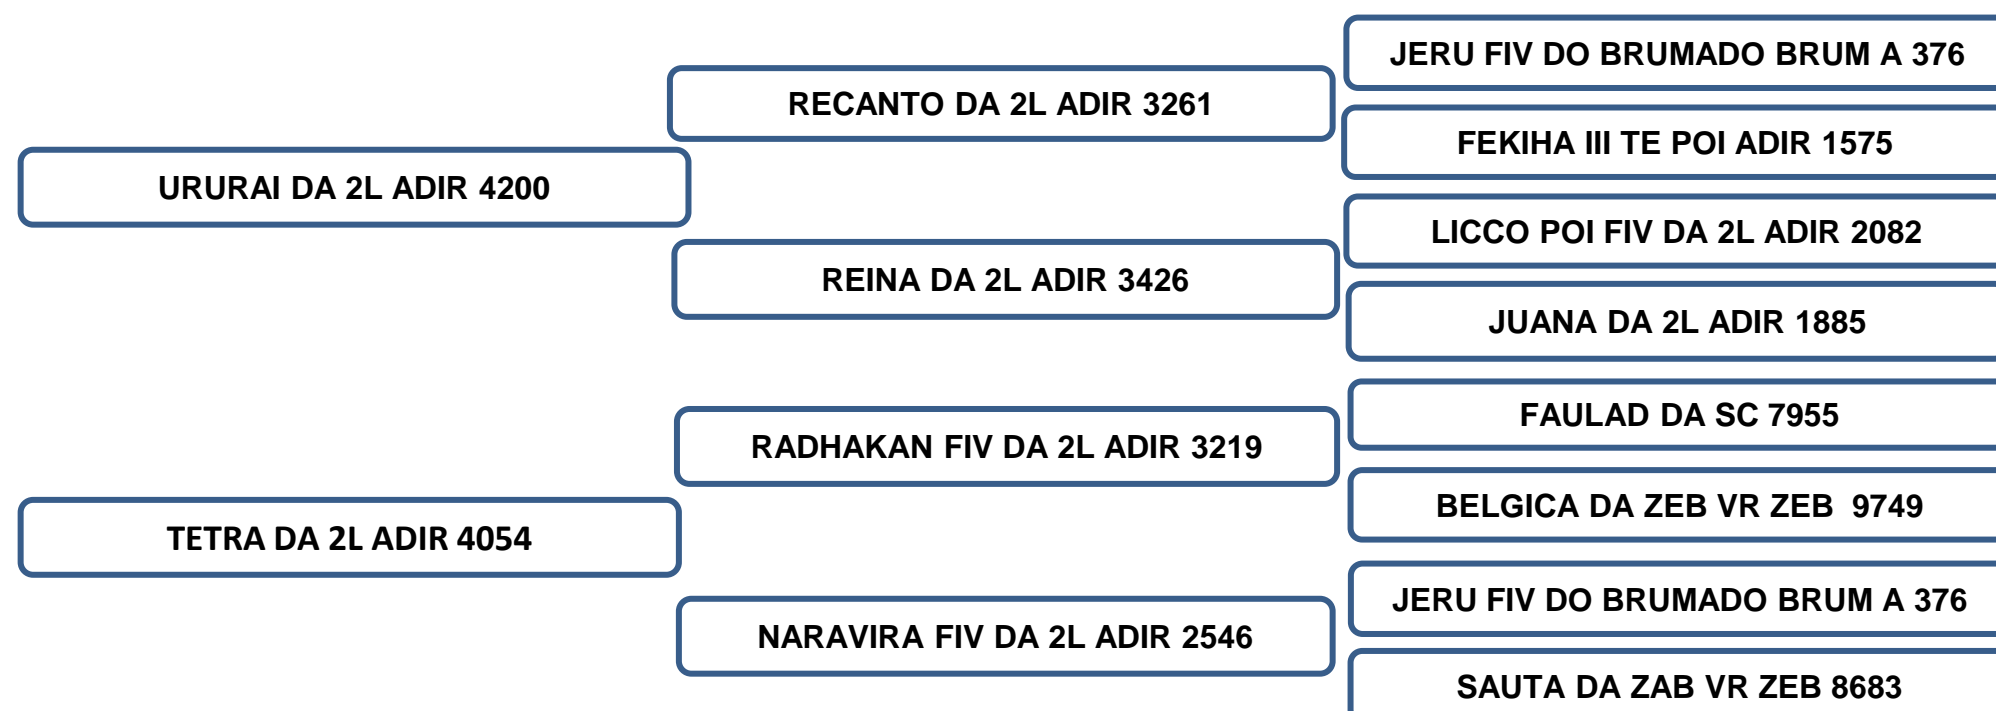 JERU FIV DO BRUMADO BRUM A 376
RECANTO DA 2L ADIR 3261
FEKIHA III TE POI ADIR 1575
URURAI DA 2L ADIR 4200
LICCO POI FIV DA 2L ADIR 2082
REINA DA 2L ADIR 3426
JUANA DA 2L ADIR 1885
FAULAD DA SC 7955
RADHAKAN FIV DA 2L ADIR 3219
BELGICA DA ZEB VR ZEB  9749
TETRA DA 2L ADIR 4054
JERU FIV DO BRUMADO BRUM A 376
NARAVIRA FIV DA 2L ADIR 2546
SAUTA DA ZAB VR ZEB 8683